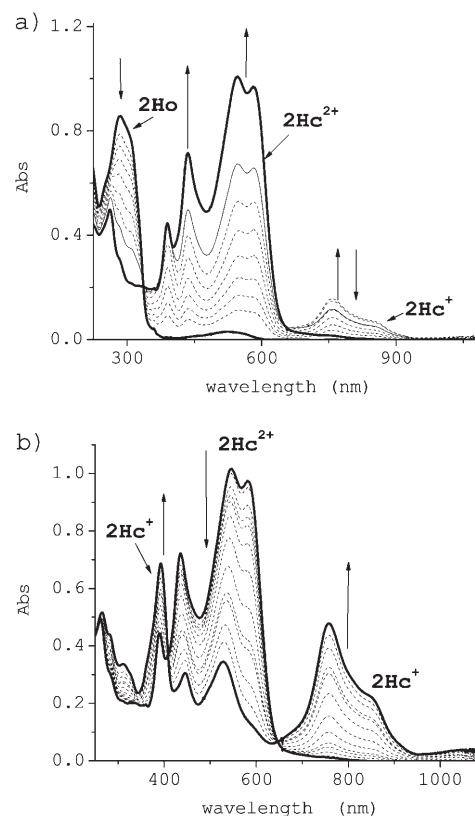 a)
1.2
0.8
0.4
0.0
Abs
2Ho
2Hc2+
2Hc+
300 600 900
wavelength (nm)
b)
1.0
0.8
0.6
0.4
0.2
0.0
Abs
2Hc2+
2Hc+
2Hc+
400 600 800 1000
wavelength (nm)